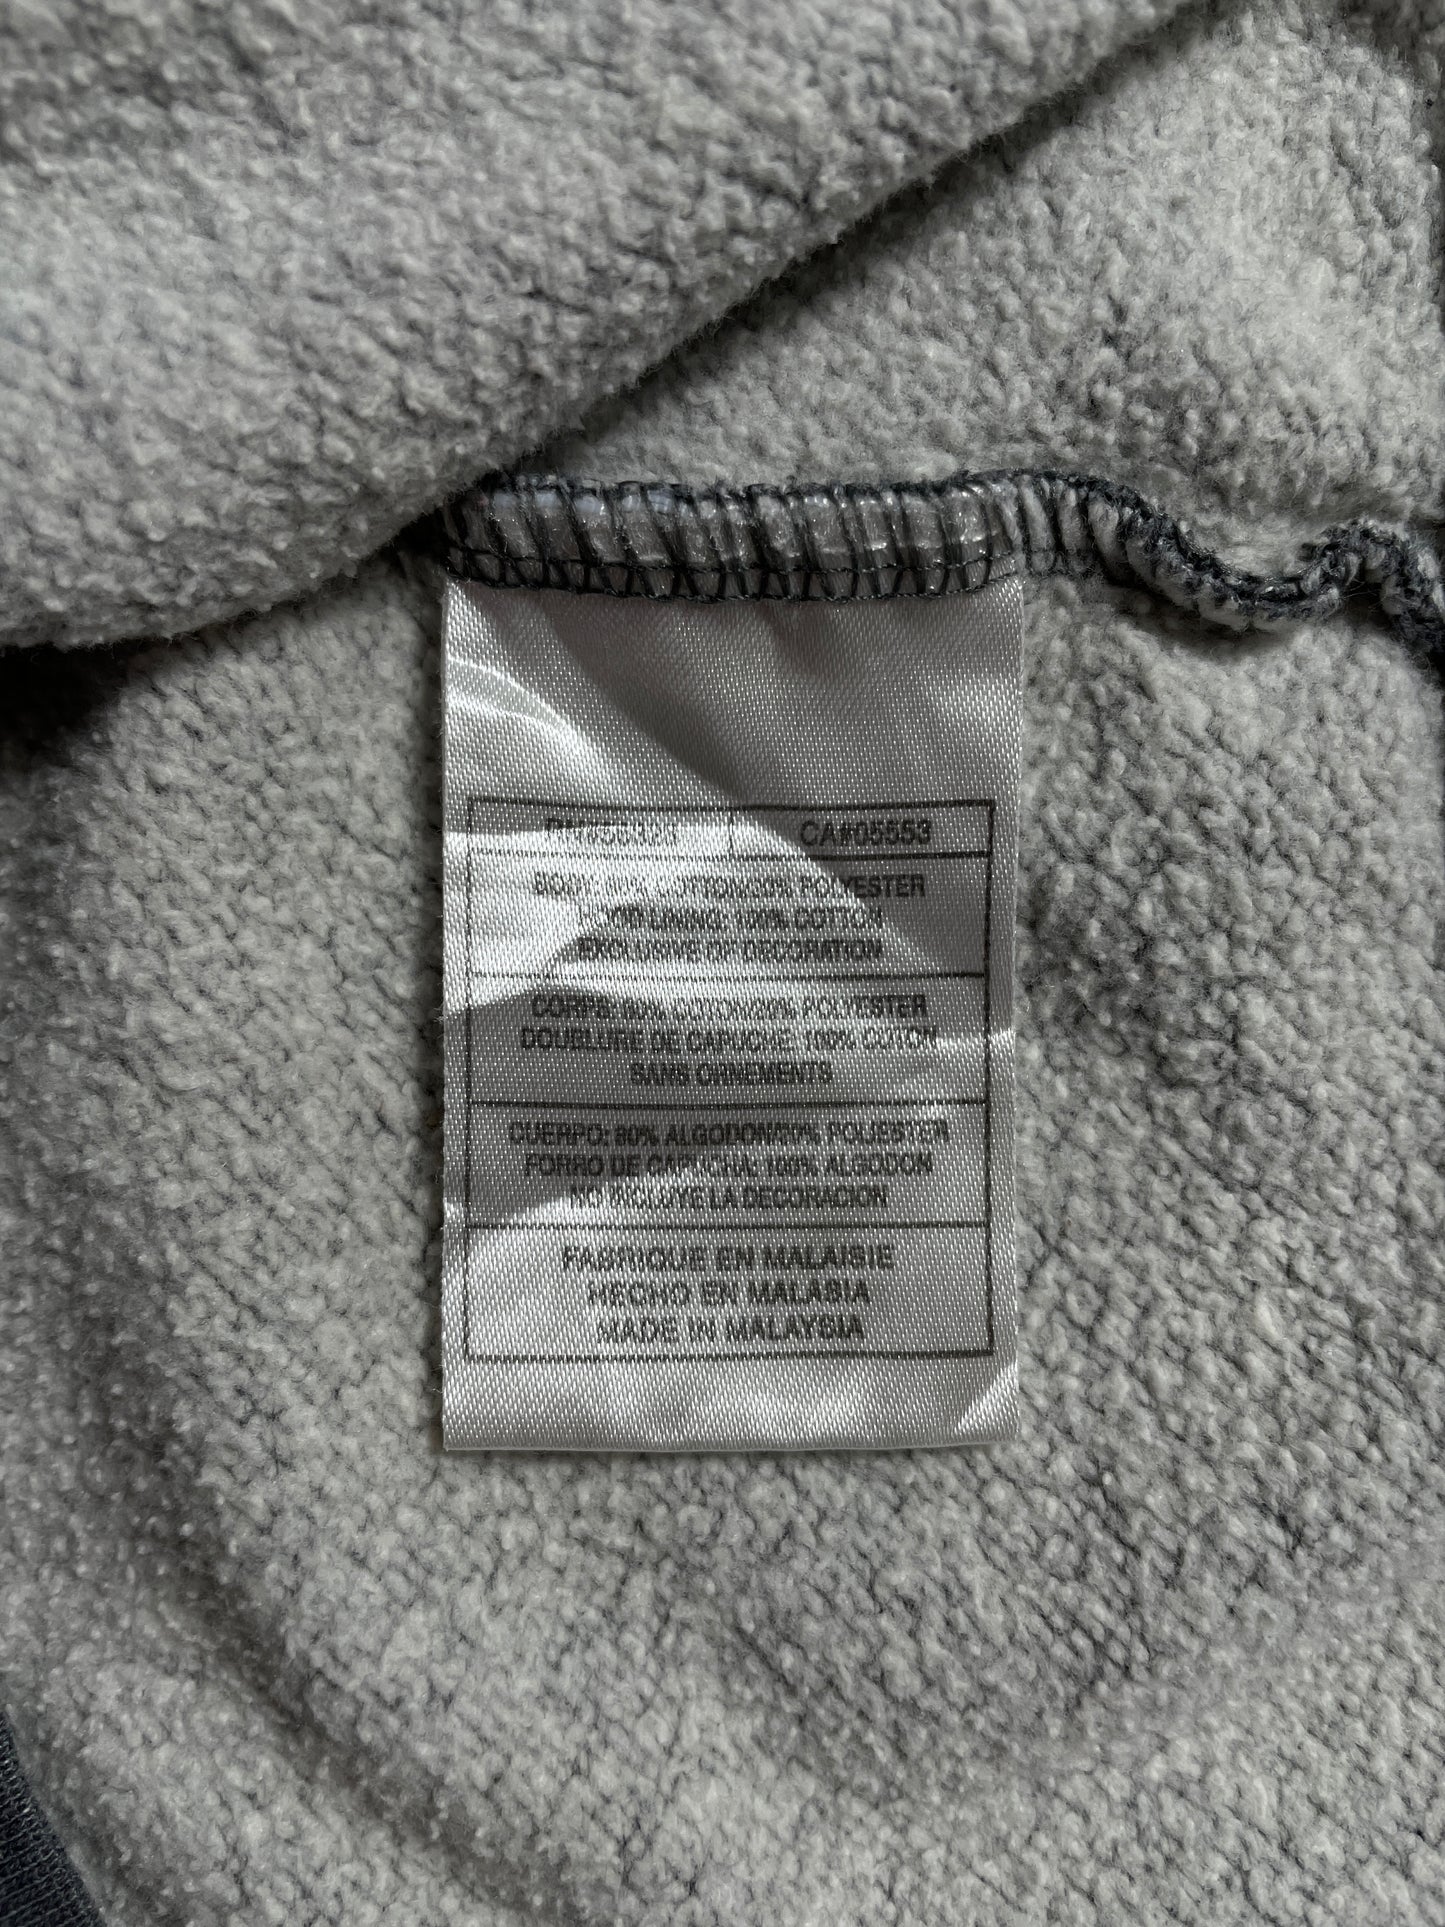 RN#56323 CA#05553
BODY: 80% COTTON/20% POLYESTER
HOOD LINING: 100% COTTON
EXCLUSIVE OF DECORATION
CORPS: 80% COTON/20% POLYESTER
DOUBLURE DE CAPUCHE: 100% COTON
SANS ORNEMENTS
CUERPO: 80% ALGODON/20% POLIESTER
FORRO DE CAPUCHA: 100% ALGODON
NO INCLUYE LA DECORACION
FABRIQUE EN MALAISIE
HECHO EN MALASIA
MADE IN MALAYSIA